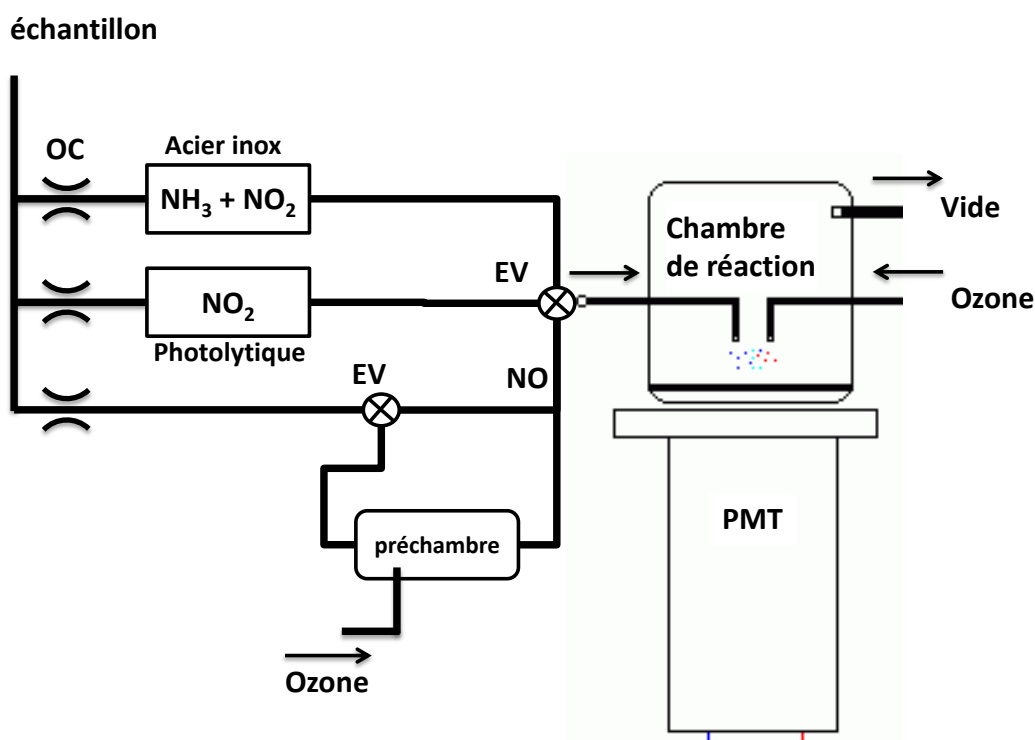 échantillon
OC
Acier inox
NH₃ + NO₂
NO₂
Photolytique
EV
EV
NO
préchambre
Ozone
Chambre
de réaction
Vide
Ozone
PMT